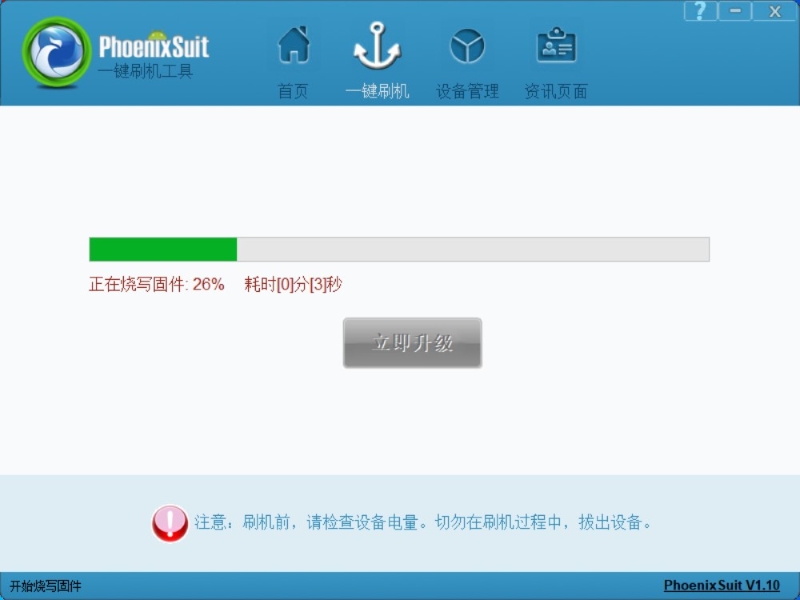 PhoenixSuit
一键刷机工具
首页
一键刷机
设备管理
资讯页面
? − X
正在烧写固件: 26% 耗时[0]分[3]秒
立即升级
注意：刷机前，请检查设备电量。切勿在刷机过程中，拔出设备。
开始烧写固件
PhoenixSuit V1.10